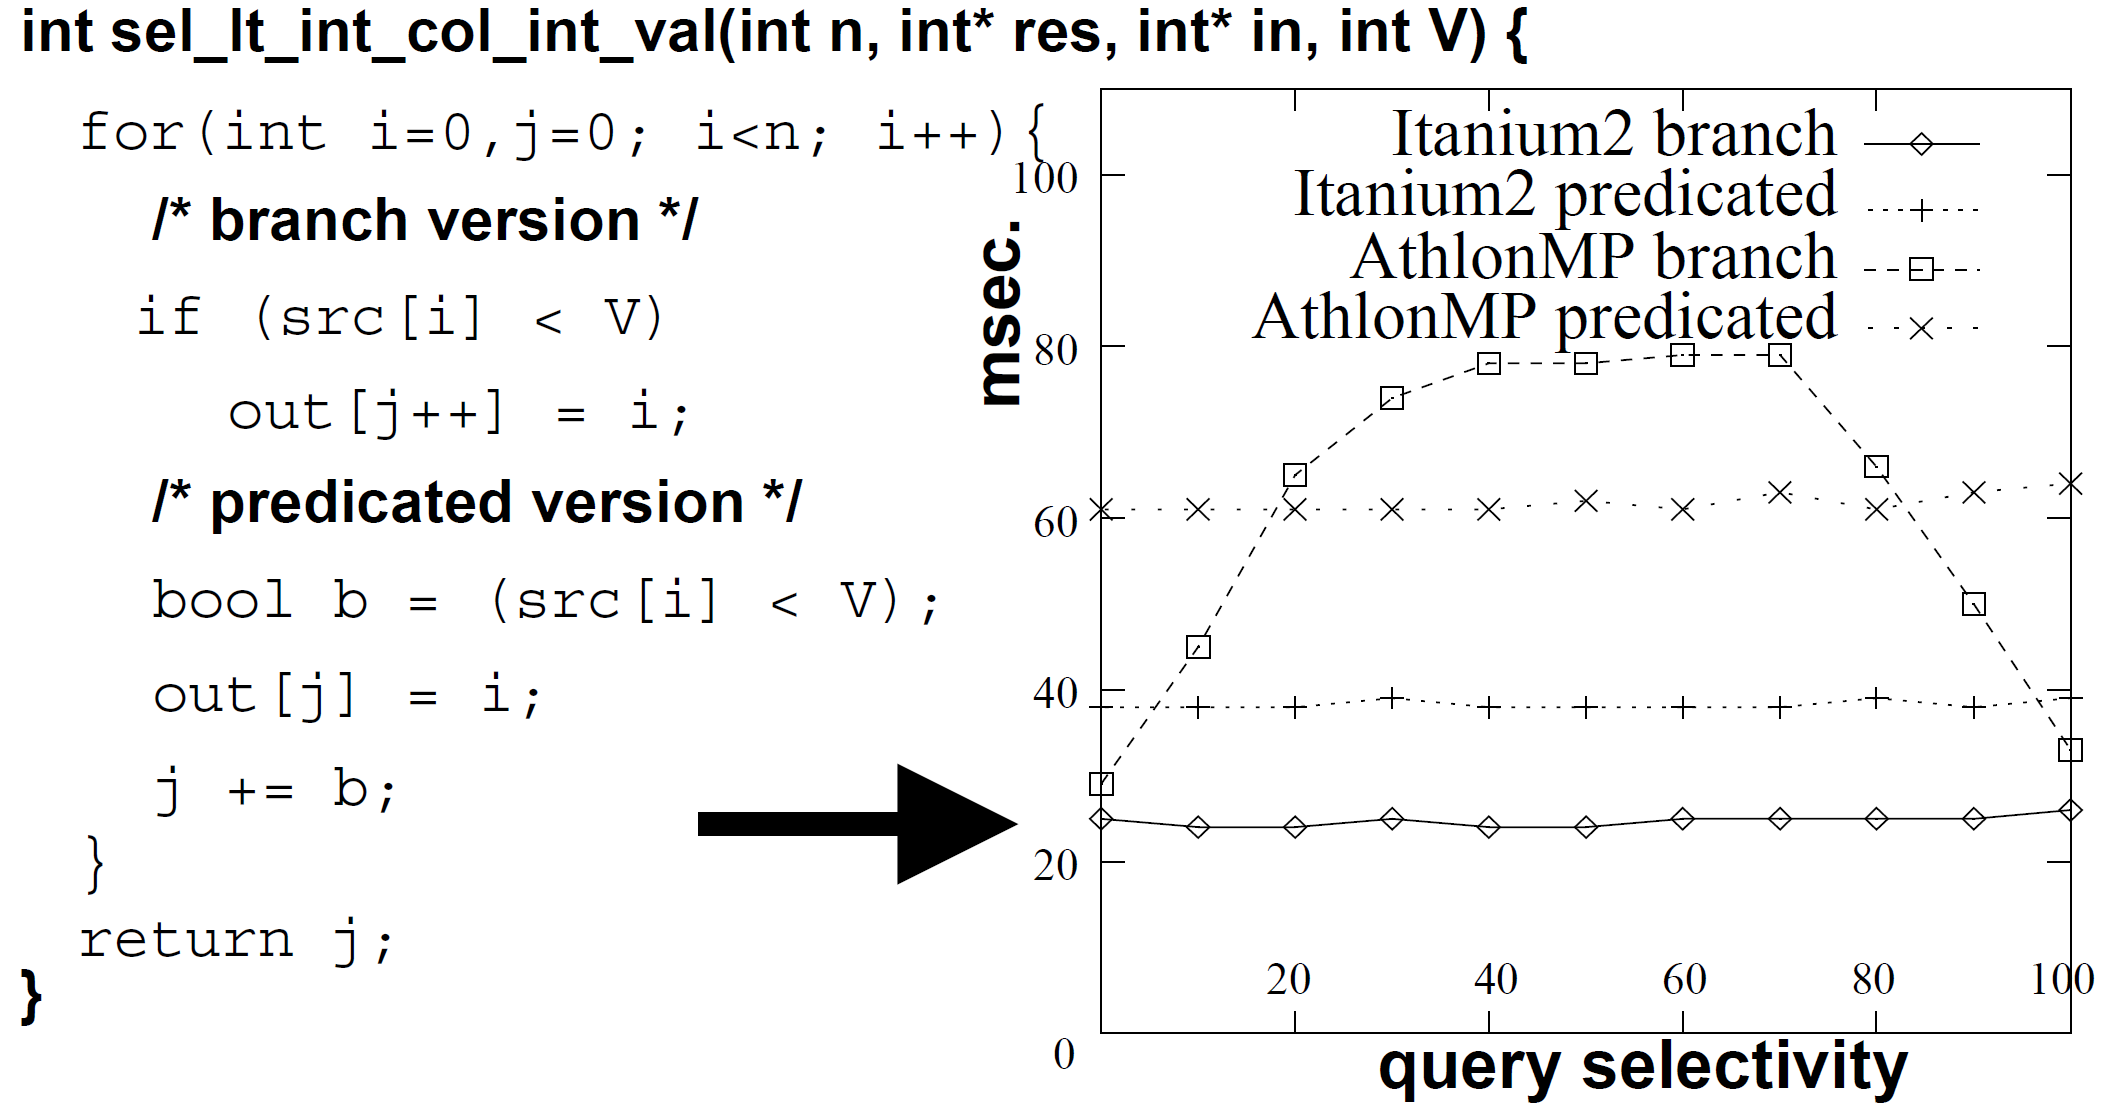 int sel_lt_int_col_int_val(int n, int* res, int* in, int V) {
for(int i=0,j=0; i<n; i++){
/* branch version */
if (src[i] < V)
out[j++] = i;
/* predicated version */
bool b = (src[i] < V);
out[j] = i;
j += b;
}
return j;
}
Itanium2 branch
Itanium2 predicated
AthlonMP branch
AthlonMP predicated
msec.
100
80
60
40
20
0
20 40 60 80 100
query selectivity